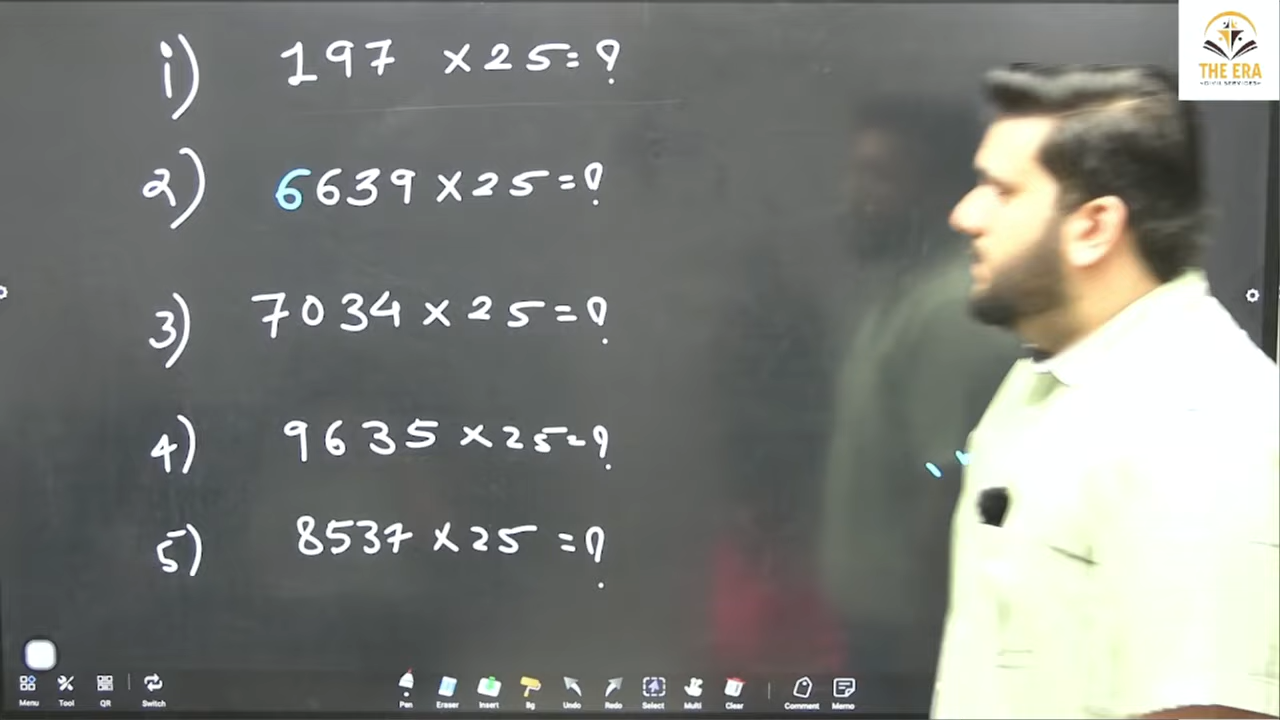 i) 197 × 25 = ?
2) 6639 × 25 = ?
3) 7034 × 25 = ?
4) 9635 × 25 = ?
5) 8537 × 25 = ?
THE ERA
Menu Tool QR Switch Pen Eraser Insert Bg Undo Redo Select Multi Clear Comment Memo